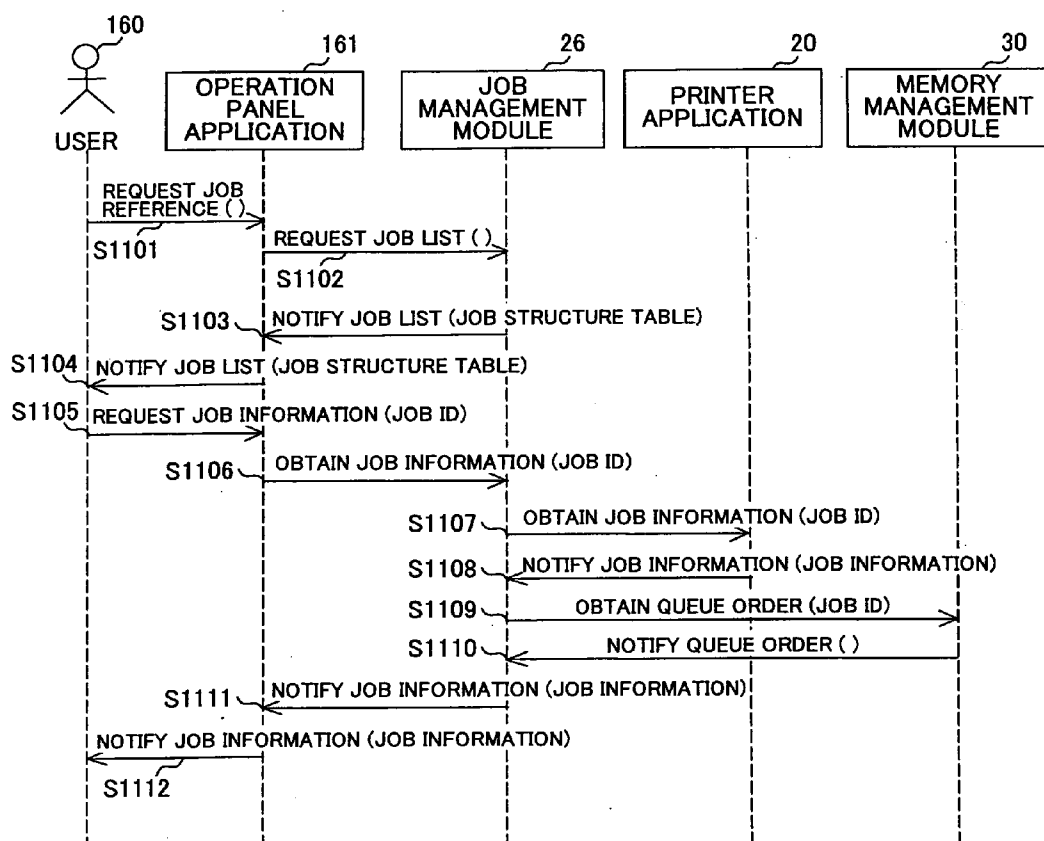 160
161
26
20
30
USER
OPERATION
PANEL
APPLICATION
JOB
MANAGEMENT
MODULE
PRINTER
APPLICATION
MEMORY
MANAGEMENT
MODULE
REQUEST JOB
REFERENCE ( )
S1101
REQUEST JOB LIST ( )
S1102
S1103
NOTIFY JOB LIST (JOB STRUCTURE TABLE)
S1104
NOTIFY JOB LIST (JOB STRUCTURE TABLE)
S1105
REQUEST JOB INFORMATION (JOB ID)
S1106
OBTAIN JOB INFORMATION (JOB ID)
S1107
OBTAIN JOB INFORMATION (JOB ID)
S1108
NOTIFY JOB INFORMATION (JOB INFORMATION)
S1109
OBTAIN QUEUE ORDER (JOB ID)
S1110
NOTIFY QUEUE ORDER ( )
S1111
NOTIFY JOB INFORMATION (JOB INFORMATION)
NOTIFY JOB INFORMATION (JOB INFORMATION)
S1112